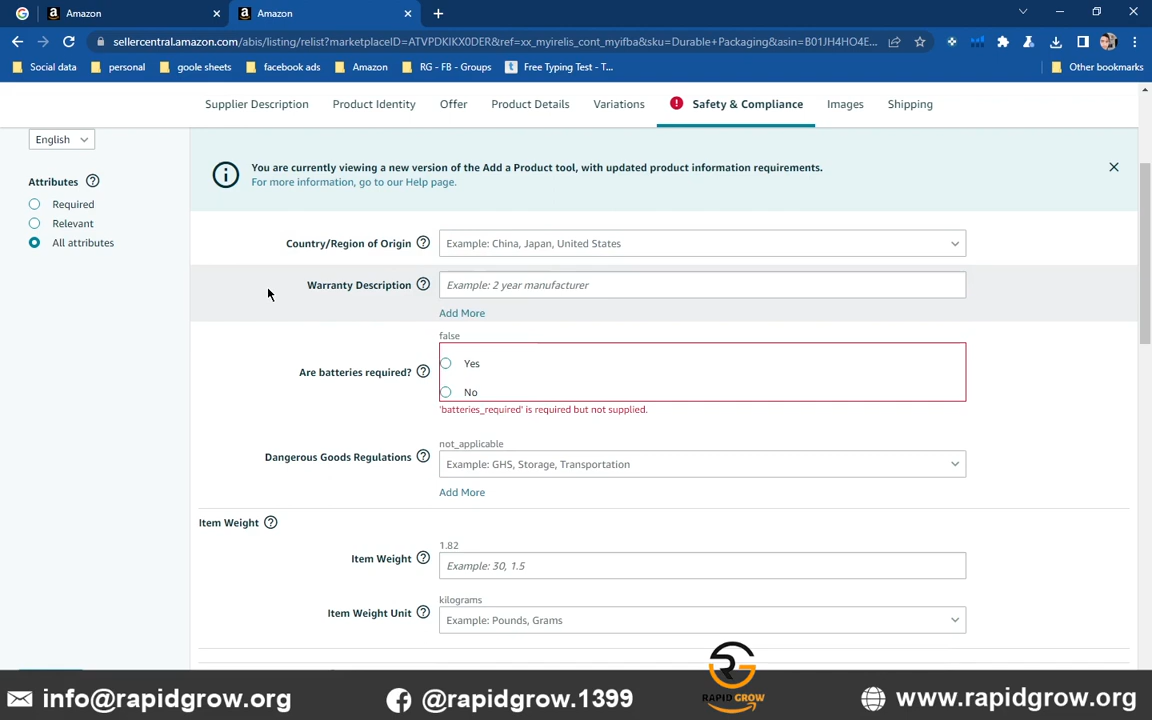 Amazon
Amazon
sellercentral.amazon.com/abis/listing/relist?marketplaceID=ATVPDKIKX0DER&ref=xx_myirelis_cont_myifba&sku=Durable+Packaging&asin=B01JH4HO4E...
Social data
personal
goole sheets
facebook ads
Amazon
RG - FB - Groups
Free Typing Test - T...
Other bookmarks
Supplier Description
Product Identity
Offer
Product Details
Variations
Safety & Compliance
Images
Shipping
English
Attributes
Required
Relevant
All attributes
You are currently viewing a new version of the Add a Product tool, with updated product information requirements.
For more information, go to our Help page.
Country/Region of Origin
Example: China, Japan, United States
Warranty Description
Example: 2 year manufacturer
Add More
false
Are batteries required?
Yes
No
'batteries_required' is required but not supplied.
not_applicable
Dangerous Goods Regulations
Example: GHS, Storage, Transportation
Add More
Item Weight
1.82
Item Weight
Example: 30, 1.5
kilograms
Item Weight Unit
Example: Pounds, Grams
info@rapidgrow.org
@rapidgrow.1399
RAPID GROW
www.rapidgrow.org